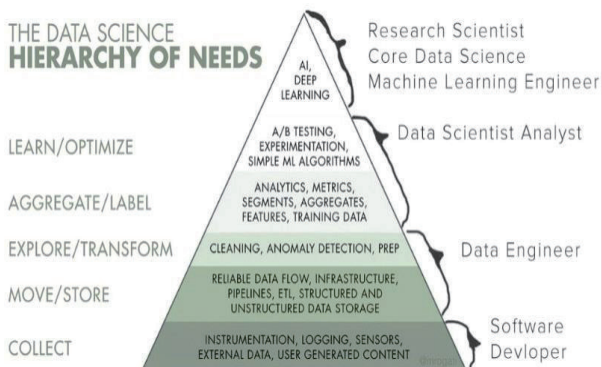 THE DATA SCIENCE
HIERARCHY OF NEEDS
AI,
DEEP
LEARNING
Research Scientist
Core Data Science
Machine Learning Engineer
LEARN/OPTIMIZE
A/B TESTING,
EXPERIMENTATION,
SIMPLE ML ALGORITHMS
Data Scientist Analyst
AGGREGATE/LABEL
ANALYTICS, METRICS,
SEGMENTS, AGGREGATES,
FEATURES, TRAINING DATA
EXPLORE/TRANSFORM
CLEANING, ANOMALY DETECTION, PREP
Data Engineer
MOVE/STORE
RELIABLE DATA FLOW, INFRASTRUCTURE,
PIPELINES, ETL, STRUCTURED AND
UNSTRUCTURED DATA STORAGE
COLLECT
INSTRUMENTATION, LOGGING, SENSORS,
EXTERNAL DATA, USER GENERATED CONTENT
Software
Devloper